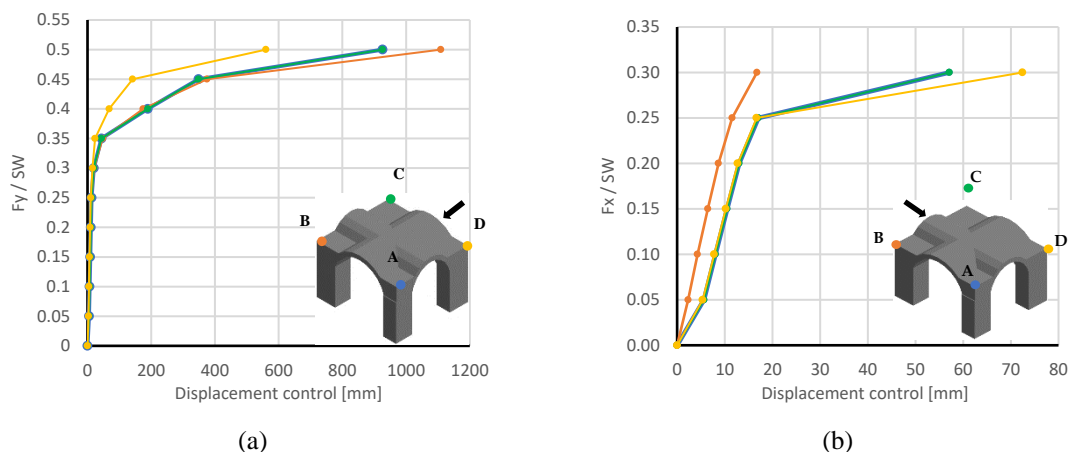 0.55
0.5
0.45
0.4
0.35
0.3
0.25
0.2
0.15
0.1
0.05
0
Fy / SW
0 200 400 600 800 1000 1200
Displacement control [mm]
C
B
D
A
(a)
0.35
0.30
0.25
0.20
0.15
0.10
0.05
0.00
Fx / SW
0 10 20 30 40 50 60 70 80
Displacement control [mm]
C
B
D
A
(b)